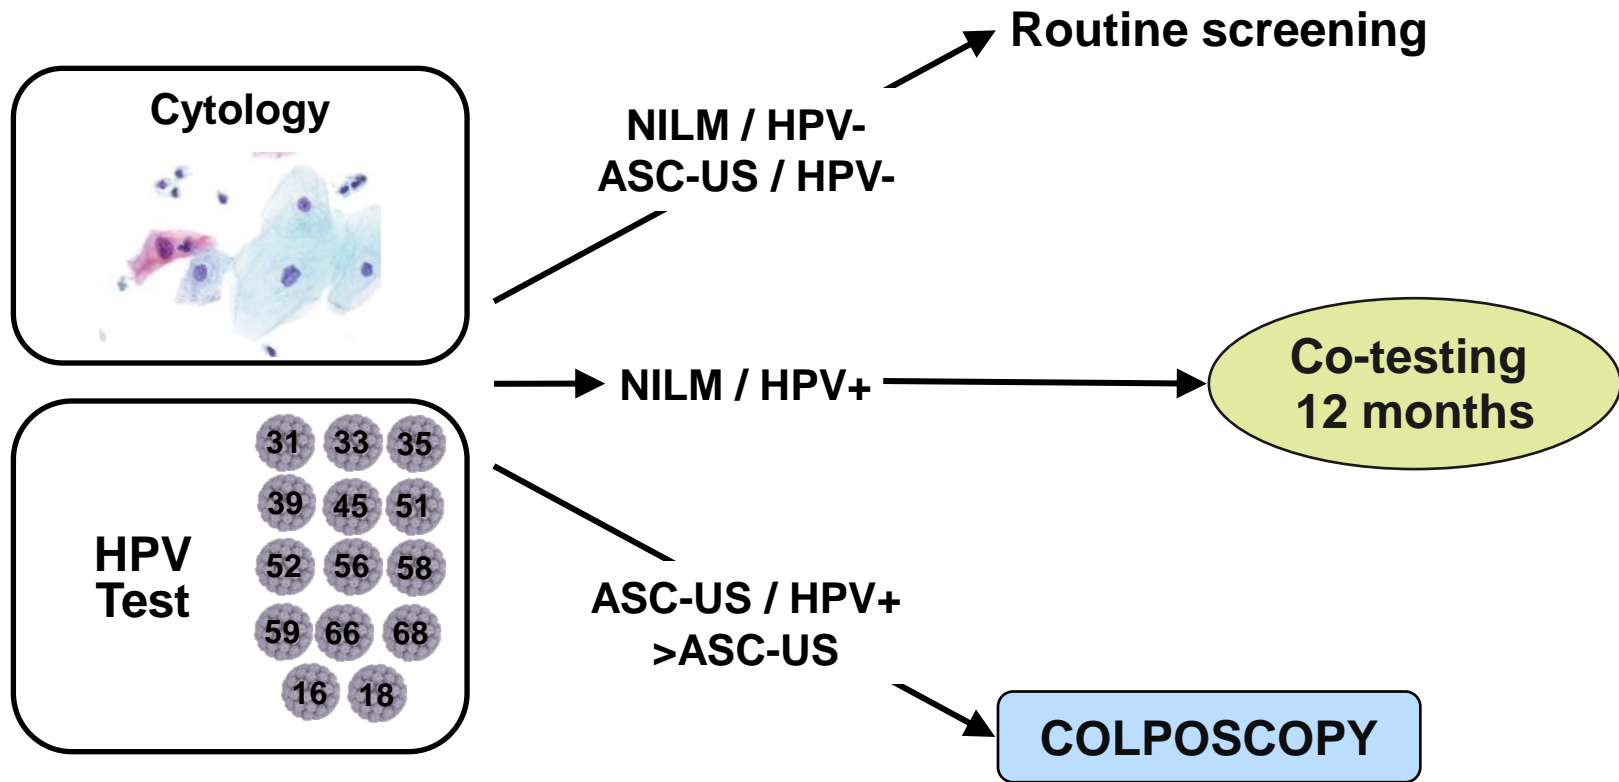 Routine screening
Cytology
NILM / HPV-
ASC-US / HPV-
NILM / HPV+
Co-testing
12 months
HPV
Test
31 33 35
39 45 51
52 56 58
59 66 68
16 18
ASC-US / HPV+
>ASC-US
COLPOSCOPY